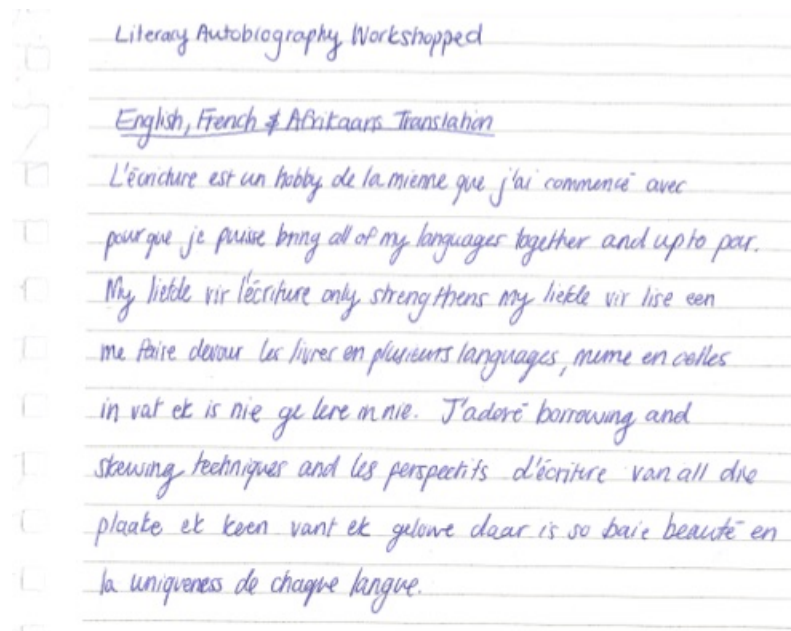 Literary Autobiography Workshopped
English, French & Afrikaans Translation
L'écriture est un hobby de la mienne que j'ai commencé avec
pour que je puisse bring all of my languages together and up to par.
My liefde vir l'écriture only strengthens my liefde vir lise een
me faire devour les livres en plusieurs languages, meme en celles
in vat ek is nie ge lere in nie. J'adore borrowing and
skewing techniques and les perspectifs d'écriture van all die
plaake ek keen vant ek gelowe daar is so baie beauté en
la uniqueness de chaque langue.